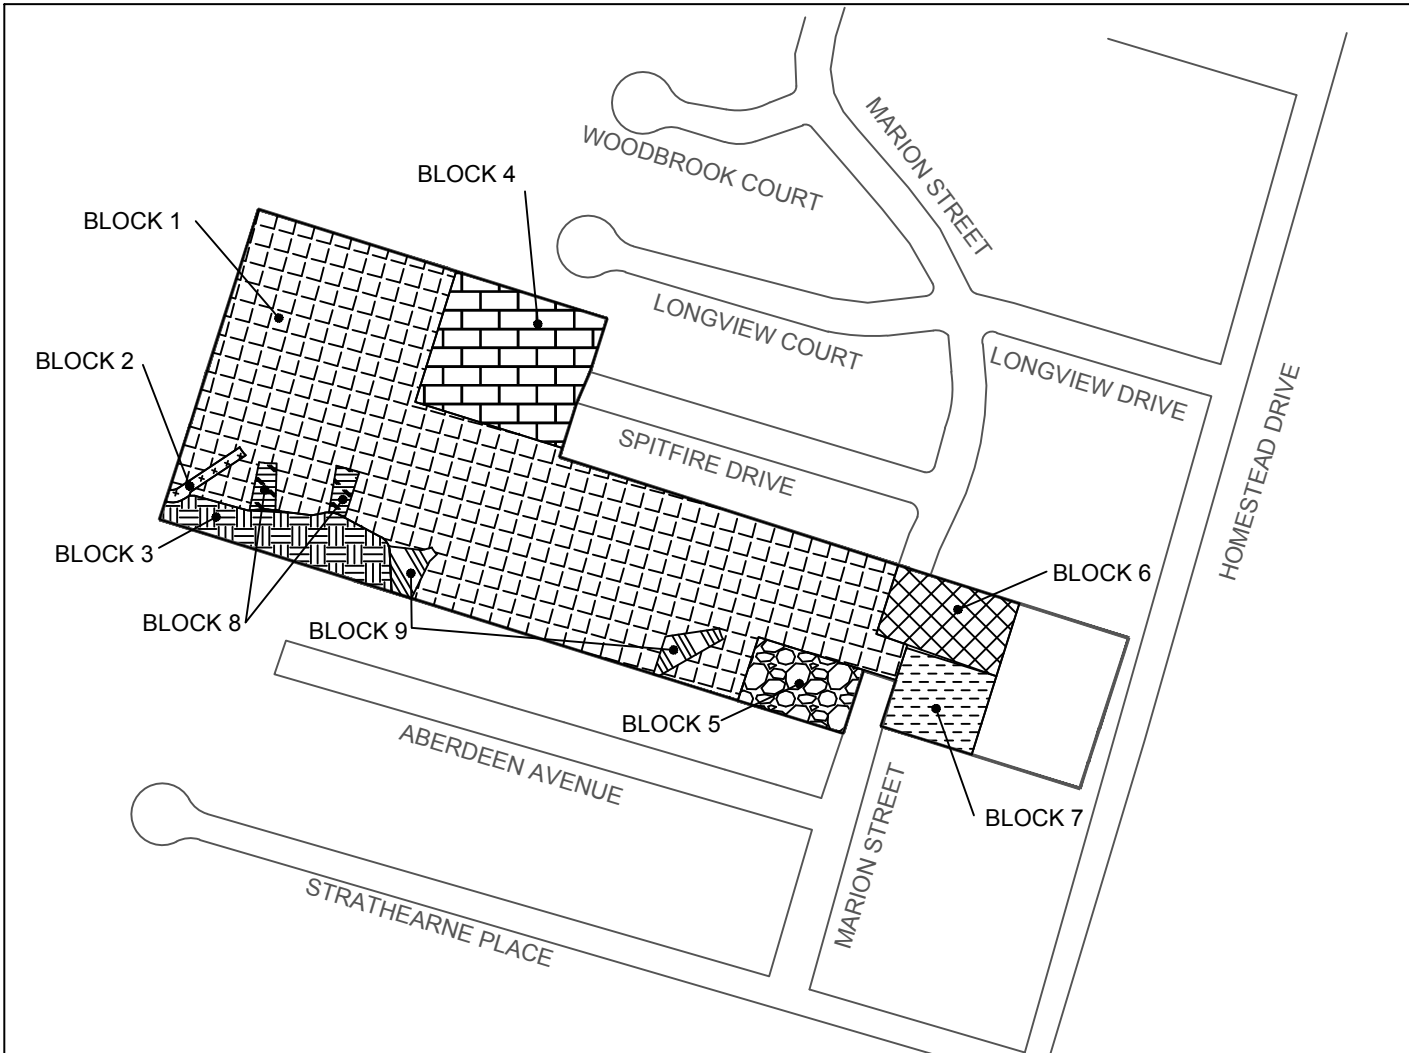 MARION STREET
WOODBROOK COURT
BLOCK 4
BLOCK 1
LONGVIEW COURT
LONGVIEW DRIVE
BLOCK 2
HOMESTEAD DRIVE
SPITFIRE DRIVE
BLOCK 3
BLOCK 6
BLOCK 8
BLOCK 9
BLOCK 5
ABERDEEN AVENUE
BLOCK 7
MARION STREET
STRATHEARNE PLACE